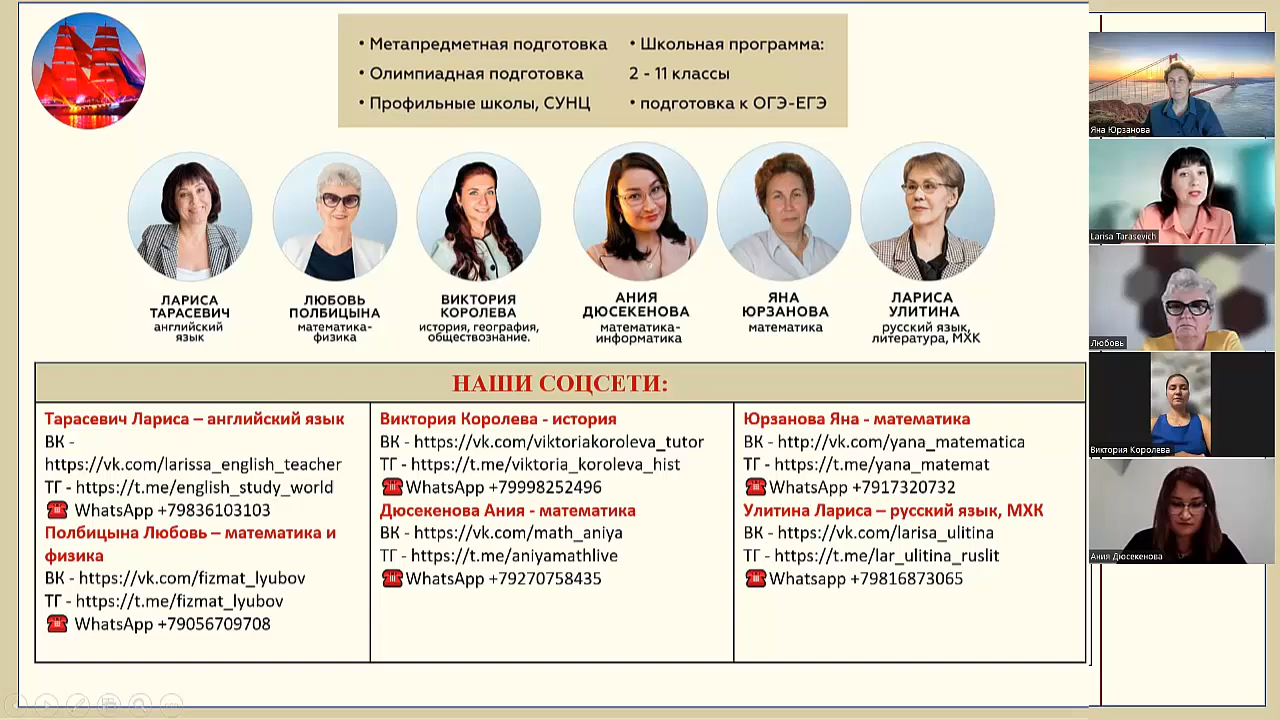 • Метапредметная подготовка
• Олимпиадная подготовка
• Профильные школы, СУНЦ
• Школьная программа:
2 - 11 классы
• подготовка к ОГЭ-ЕГЭ
ЛАРИСА
ТАРАСЕВИЧ
английский
язык
ЛЮБОВЬ
ПОЛБИЦЫНА
математика-
физика
ВИКТОРИЯ
КОРОЛЕВА
история, география,
обществознание.
АНИЯ
ДЮСЕКЕНОВА
математика-
информатика
ЯНА
ЮРЗАНОВА
математика
ЛАРИСА
УЛИТИНА
русский язык,
литература, МХК
НАШИ СОЦСЕТИ:
Тарасевич Лариса – английский язык
ВК -
https://vk.com/larissa_english_teacher
ТГ - https://t.me/english_study_world
WhatsApp +79836103103
Полбицына Любовь – математика и
физика
ВК - https://vk.com/fizmat_lyubov
ТГ - https://t.me/fizmat_lyubov
WhatsApp +79056709708
Виктория Королева - история
ВК - https://vk.com/viktoriakoroleva_tutor
ТГ - https://t.me/viktoria_koroleva_hist
WhatsApp +79998252496
Дюсекенова Ания - математика
ВК - https://vk.com/math_aniya
ТГ - https://t.me/aniyamathlive
WhatsApp +79270758435
Юрзанова Яна - математика
ВК - http://vk.com/yana_matematica
ТГ - https://t.me/yana_matemat
WhatsApp +7917320732
Улитина Лариса – русский язык, МХК
ВК - https://vk.com/larisa_ulitina
ТГ - https://t.me/lar_ulitina_ruslit
Whatsapp +79816873065
Яна Юрзанова
Larisa Tarasevich
Любовь
Виктория Королева
Ания Дюсекенова